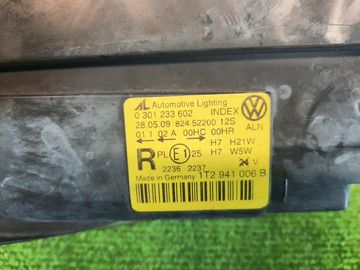 AL Automotive Lighting
0 301 233 602 INDEX
28.05.09 824 52200 12S
01 1 02 A 00HC 00HR ALN
R PL E1 25 H7 H21W
H7 W5W
2236 2237 24 V
Made in Germany 1T2 941 006 B